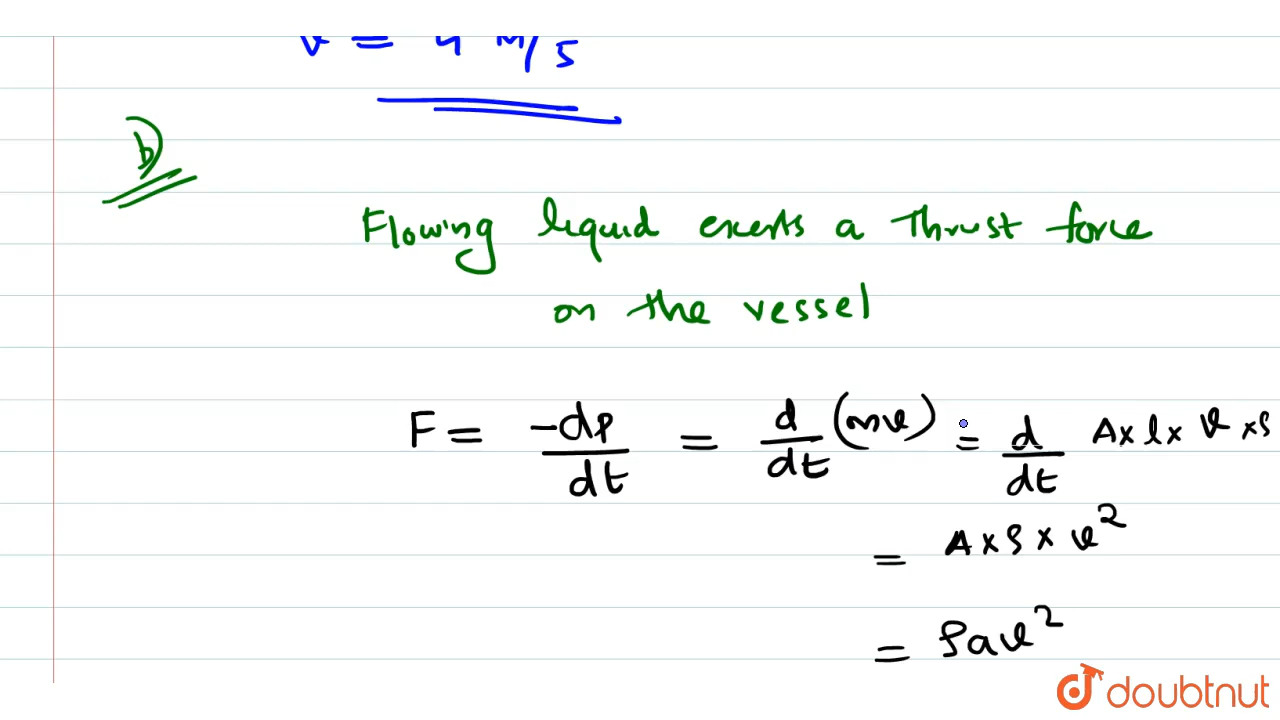 v = 4 m/s
b)
Flowing liquid exerts a Thrust force
on the vessel
F = -dp/dt = d/dt (mv) = d/dt A×l×v×ρ
= A×ρ×v²
= ρav²
doubtnut